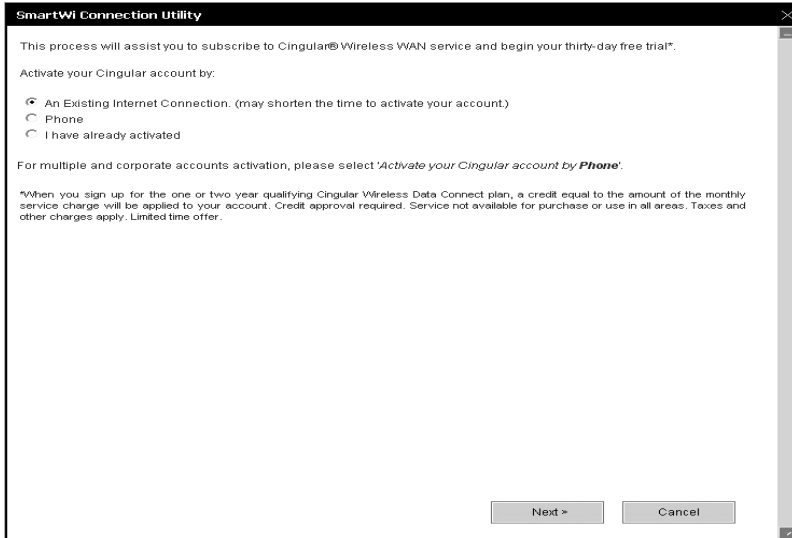 SmartWi Connection Utility
This process will assist you to subscribe to Cingular® Wireless WAN service and begin your thirty-day free trial*.
Activate your Cingular account by:
An Existing Internet Connection. (may shorten the time to activate your account.)
Phone
I have already activated
For multiple and corporate accounts activation, please select 'Activate your Cingular account by Phone'.
*When you sign up for the one or two year qualifying Cingular Wireless Data Connect plan, a credit equal to the amount of the monthly
service charge will be applied to your account. Credit approval required. Service not available for purchase or use in all areas. Taxes and
other charges apply. Limited time offer.
Next »
Cancel